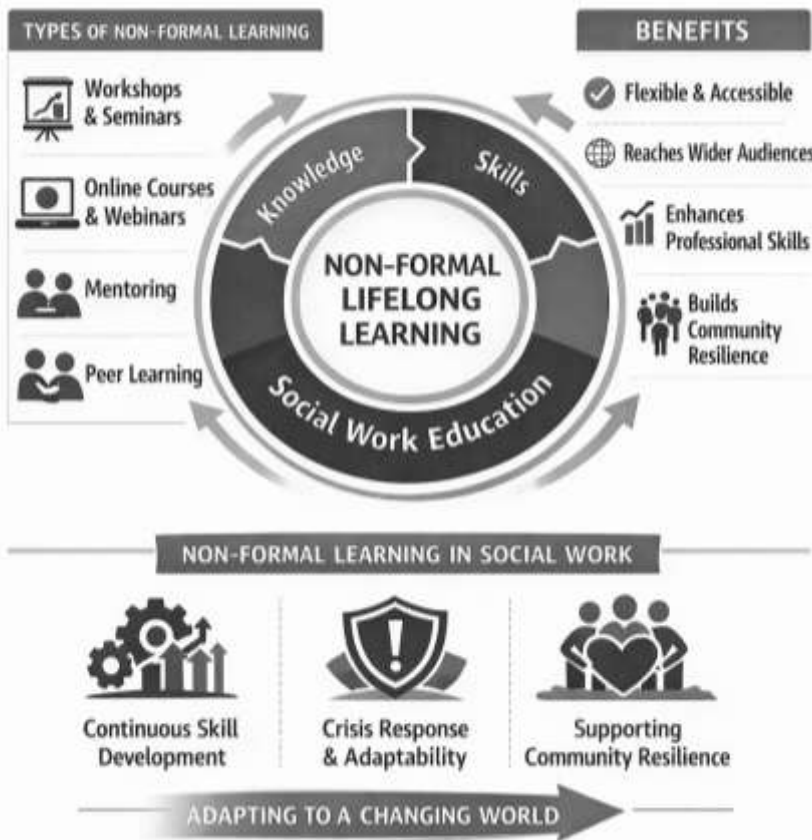 TYPES OF NON-FORMAL LEARNING
Workshops
& Seminars
Online Courses
& Webinars
Mentoring
Peer Learning
Knowledge
Skills
NON-FORMAL
LIFELONG
LEARNING
Social Work Education
BENEFITS
Flexible & Accessible
Reaches Wider Audiences
Enhances
Professional Skills
Builds
Community
Resilience
NON-FORMAL LEARNING IN SOCIAL WORK
Continuous Skill
Development
Crisis Response
& Adaptability
Supporting
Community Resilience
ADAPTING TO A CHANGING WORLD